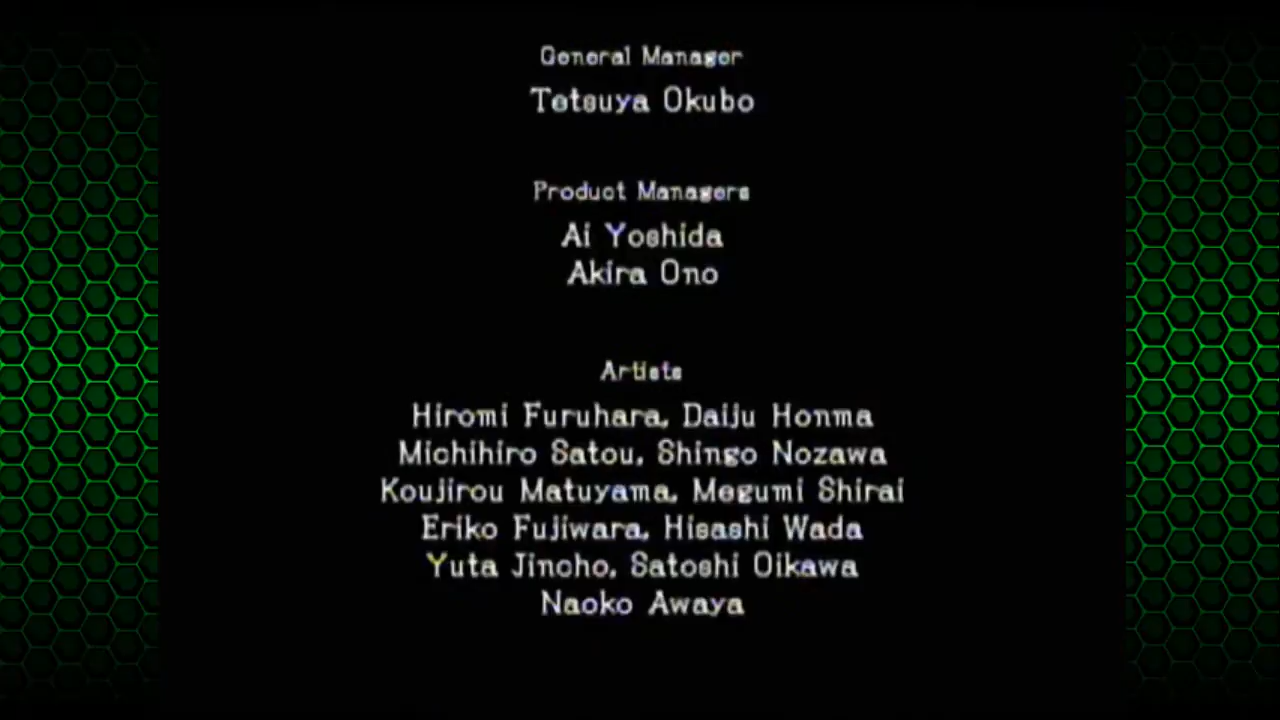 General Manager
Tetsuya Okubo
Product Managers
Ai Yoshida
Akira Ono
Artists
Hiromi Furuhara, Daiju Honma
Michihiro Satou, Shingo Nozawa
Koujirou Matuyama, Megumi Shirai
Eriko Fujiwara, Hisashi Wada
Yuta Jincho, Satoshi Oikawa
Naoko Awaya